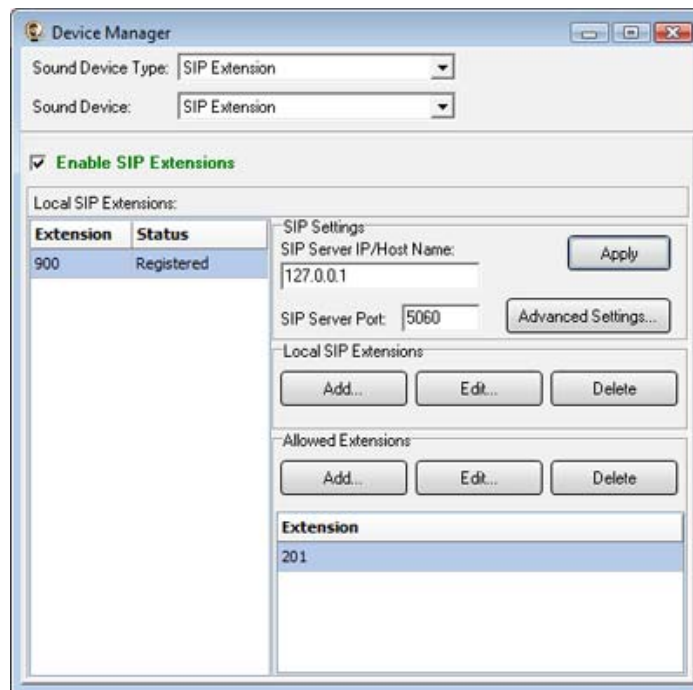 Device Manager
Sound Device Type: SIP Extension
Sound Device: SIP Extension
Enable SIP Extensions
Local SIP Extensions:
Extension Status
900 Registered
SIP Settings
SIP Server IP/Host Name:
127.0.0.1
Apply
SIP Server Port: 5060
Advanced Settings...
Local SIP Extensions
Add... Edit... Delete
Allowed Extensions
Add... Edit... Delete
Extension
201